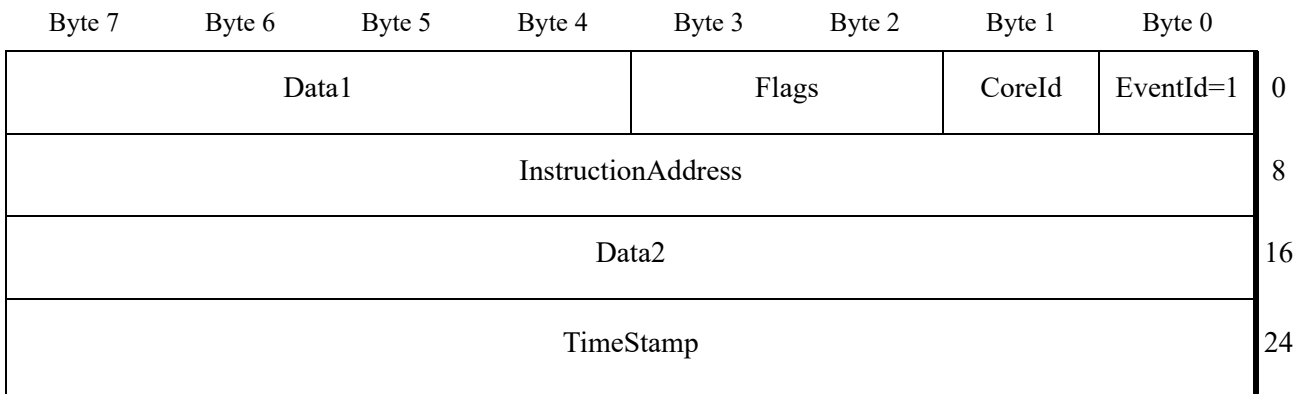 Byte 7 Byte 6 Byte 5 Byte 4 Byte 3 Byte 2 Byte 1 Byte 0
Data1 Flags CoreId EventId=1 0
InstructionAddress 8
Data2 16
TimeStamp 24